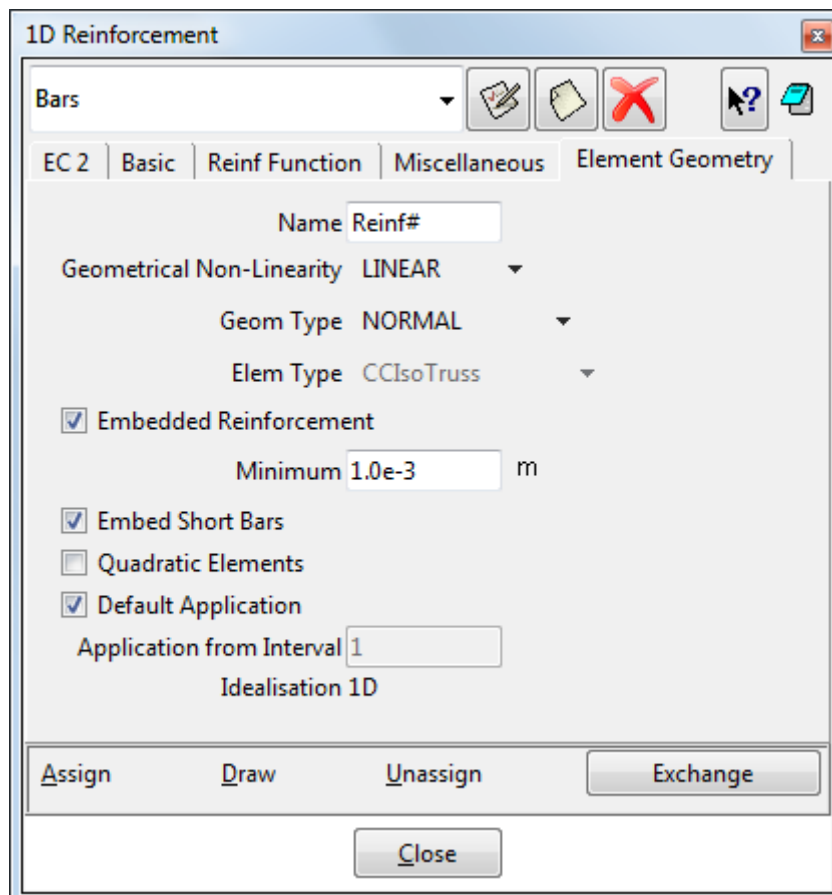 1D Reinforcement
Bars
EC 2 Basic Reinf Function Miscellaneous Element Geometry
Name Reinf#
Geometrical Non-Linearity LINEAR
Geom Type NORMAL
Elem Type CCIsoTruss
Embedded Reinforcement
Minimum 1.0e-3 m
Embed Short Bars
Quadratic Elements
Default Application
Application from Interval 1
Idealisation 1D
Assign Draw Unassign Exchange
Close